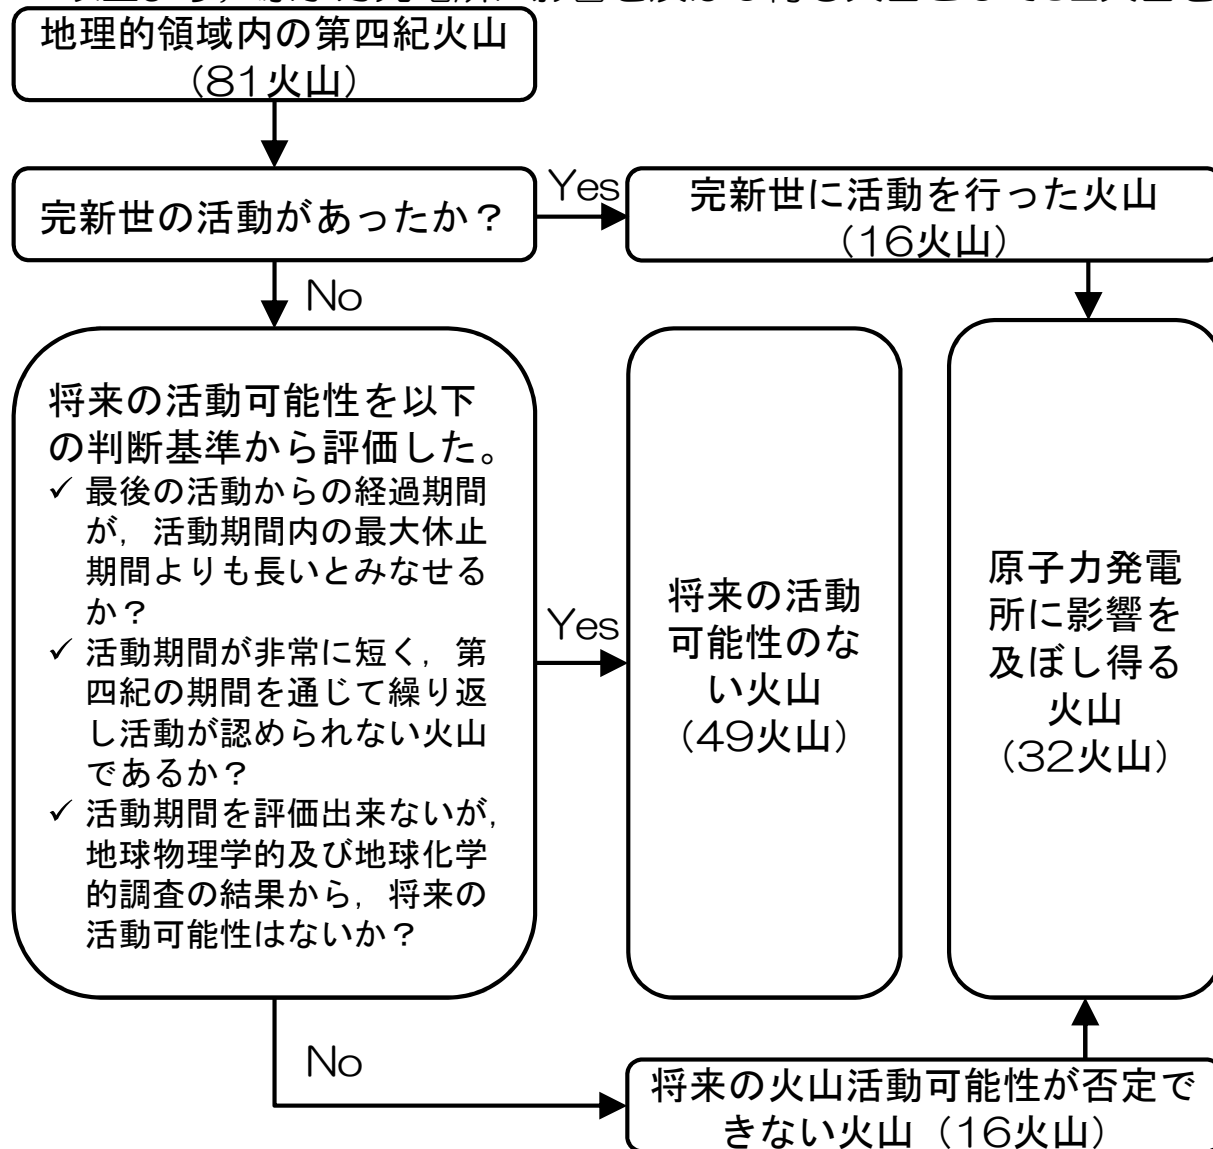 地理的領域内の第四紀火山
（81火山）
完新世の活動があったか？
Yes
完新世に活動を行った火山
（16火山）
No
将来の活動可能性を以下
の判断基準から評価した。
✓ 最後の活動からの経過期間
が，活動期間内の最大休止
期間よりも長いとみなせる
か？
✓ 活動期間が非常に短く，第
四紀の期間を通じて繰り返
し活動が認められない火山
であるか？
✓ 活動期間を評価出来ないが，
地球物理学的及び地球化学
的調査の結果から，将来の
活動可能性はないか？
Yes
将来の活動
可能性のな
い火山
（49火山）
原子力発電
所に影響を
及ぼし得る
火山
（32火山）
No
将来の火山活動可能性が否定で
きない火山（16火山）